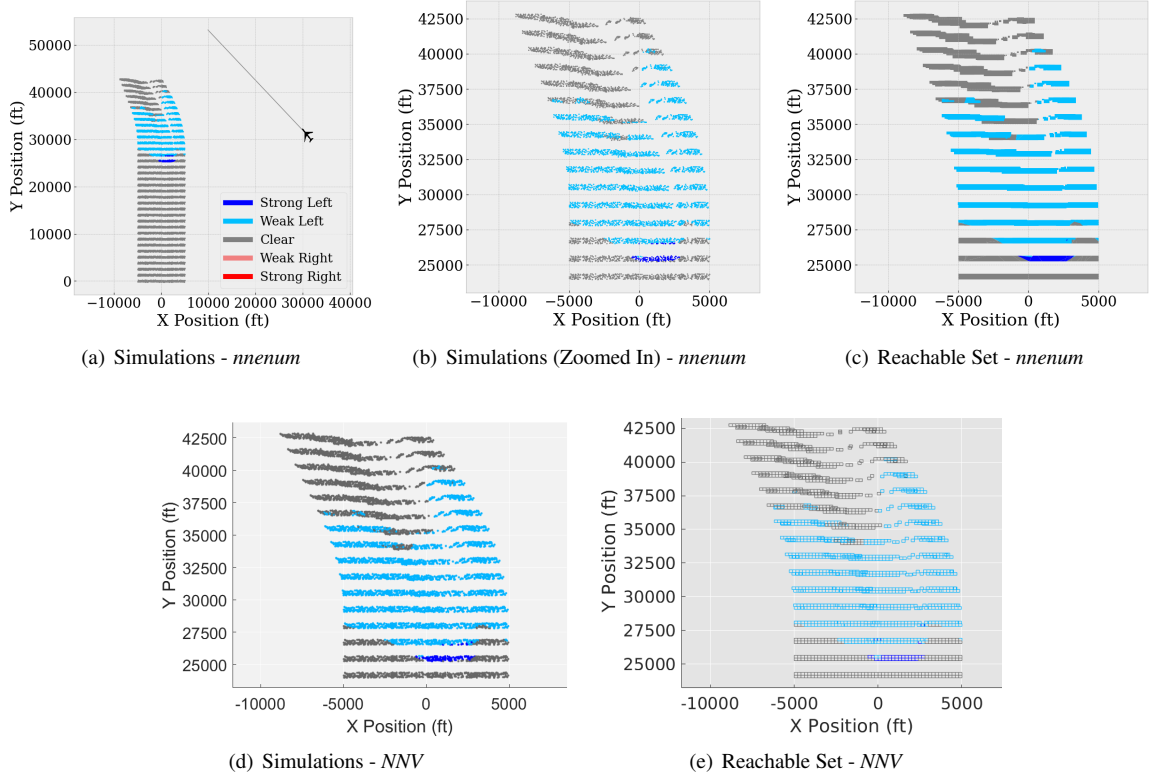 50000
40000
30000
20000
10000
0
Y Position (ft)
−10000 0 10000 20000 30000 40000
X Position (ft)
Strong Left
Weak Left
Clear
Weak Right
Strong Right
(a) Simulations - nnenum
42500
40000
37500
35000
32500
30000
27500
25000
Y Position (ft)
−10000 −5000 0 5000
X Position (ft)
(b) Simulations (Zoomed In) - nnenum
42500
40000
37500
35000
32500
30000
27500
25000
Y Position (ft)
−10000 −5000 0 5000
X Position (ft)
(c) Reachable Set - nnenum
42500
40000
37500
35000
32500
30000
27500
25000
Y Position (ft)
-10000 -5000 0 5000
X Position (ft)
(d) Simulations - NNV
42500
40000
37500
35000
32500
30000
27500
25000
Y Position (ft)
-10000 -5000 0 5000
X Position (ft)
(e) Reachable Set - NNV